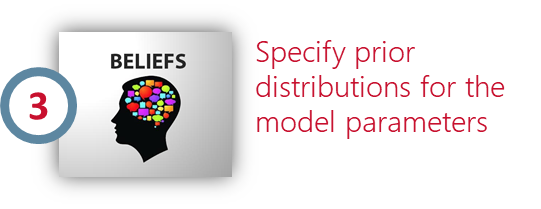 3
BELIEFS
Specify prior
distributions for the
model parameters